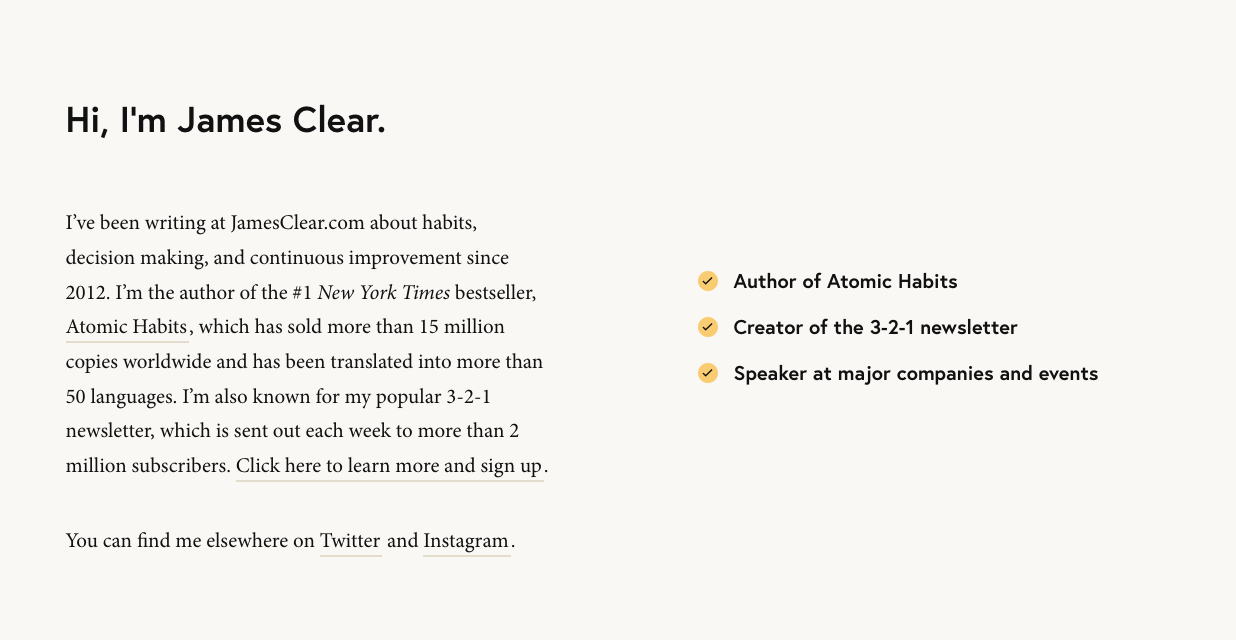 Hi, I'm James Clear.
I’ve been writing at JamesClear.com about habits,
decision making, and continuous improvement since
2012. I’m the author of the #1 New York Times bestseller,
Atomic Habits, which has sold more than 15 million
copies worldwide and has been translated into more than
50 languages. I’m also known for my popular 3-2-1
newsletter, which is sent out each week to more than 2
million subscribers. Click here to learn more and sign up.
You can find me elsewhere on Twitter and Instagram.
Author of Atomic Habits
Creator of the 3-2-1 newsletter
Speaker at major companies and events